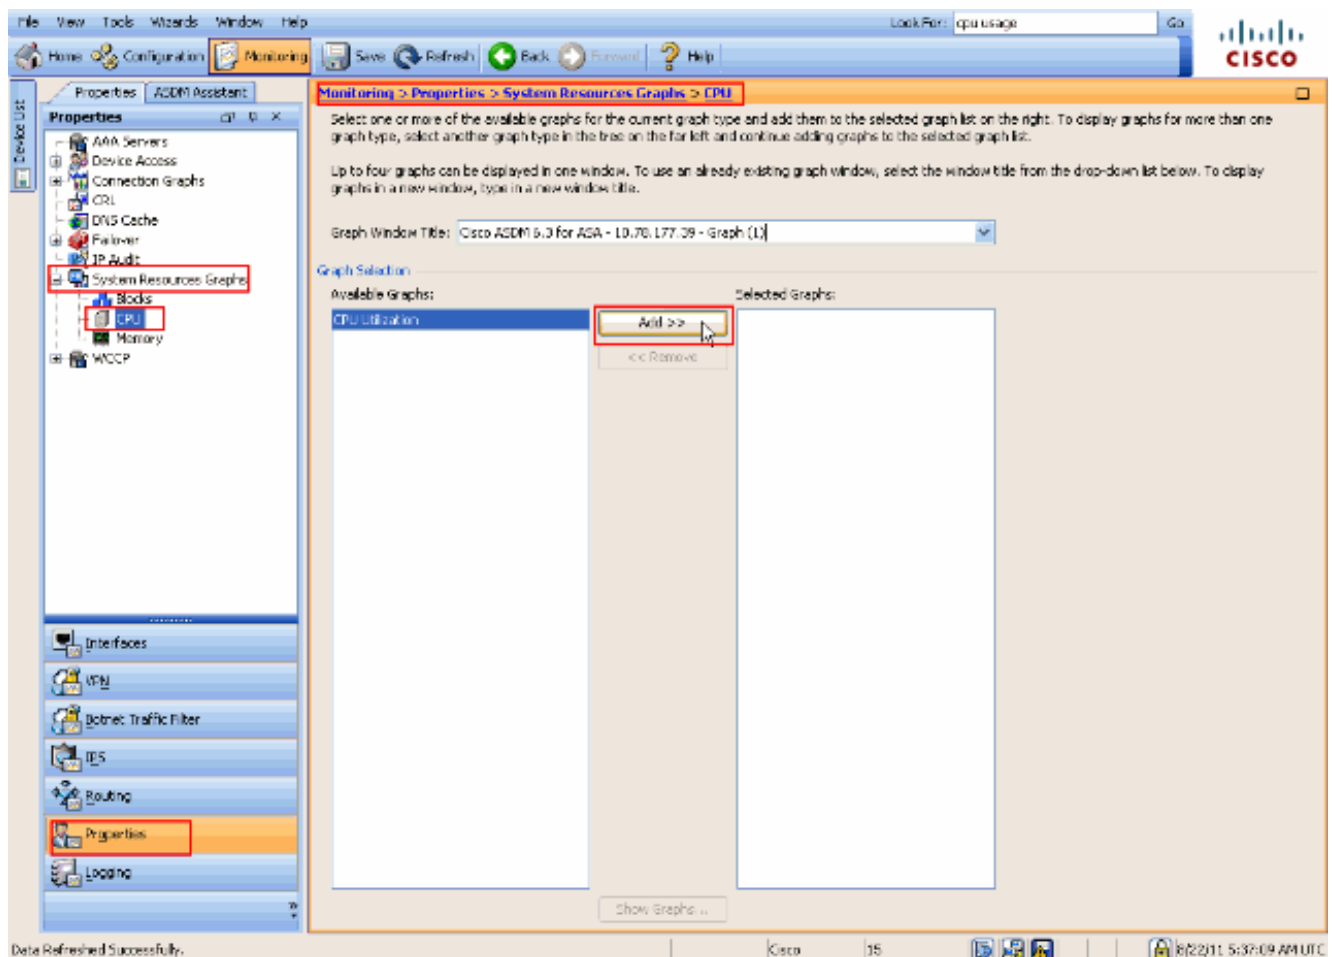 File View Tools Wizards Window Help Look For: cpu usage Go
Home Configuration Monitoring Save Refresh Back Forward Help
CISCO
Device List
Properties ASDM Assistant
Properties
AAA Servers
Device Access
Connection Graphs
CRL
DNS Cache
Failover
IP Audit
System Resources Graphs
Blocks
CPU
Memory
WCCP
Interfaces
VPN
Botnet Traffic Filter
IPS
Routing
Properties
Logging
Monitoring > Properties > System Resources Graphs > CPU
Select one or more of the available graphs for the current graph type and add them to the selected graph list on the right. To display graphs for more than one
graph type, select another graph type in the tree on the far left and continue adding graphs to the selected graph list.
Up to four graphs can be displayed in one window. To use an already existing graph window, select the window title from the drop-down list below. To display
graphs in a new window, type in a new window title.
Graph Window Title: Cisco ASDM 6.3 for ASA - 10.78.177.39 - Graph (1)
Graph Selection
Available Graphs: Selected Graphs:
CPU Utilization
Add >>
<< Remove
Show Graphs...
Data Refreshed Successfully. Cisco 15 8/22/11 5:37:09 AM UTC